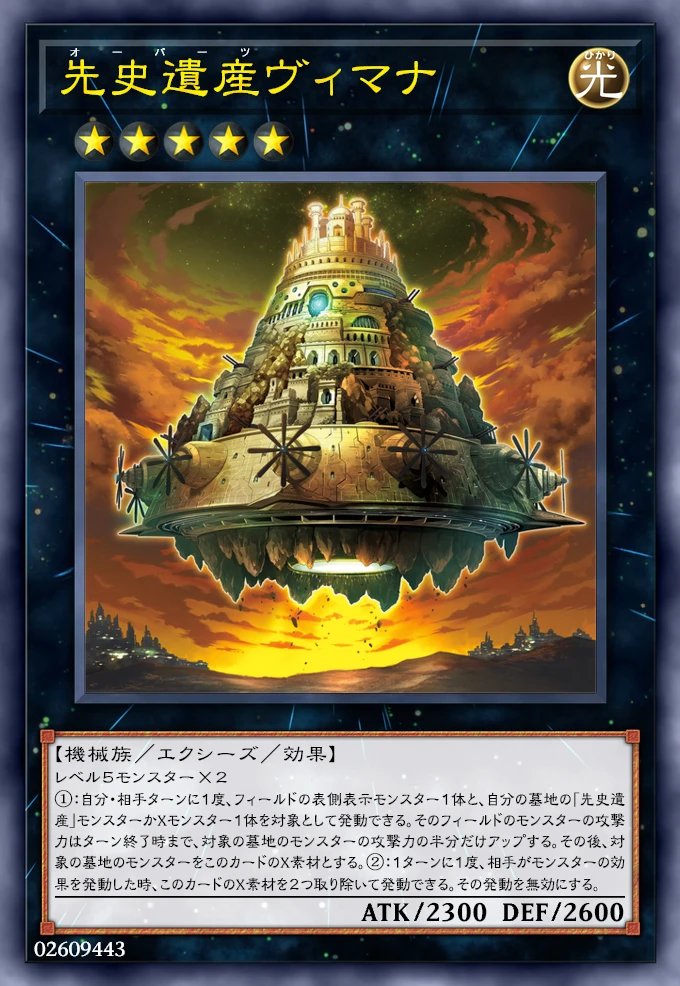 オーパーツ
先史遺産ヴィマナ
ひかり
光
【機械族／エクシーズ／効果】
レベル5モンスター×2
①：自分・相手ターンに1度、フィールドの表側表示モンスター1体と、自分の墓地の「先史遺
産」モンスターかXモンスター1体を対象として発動できる。そのフィールドのモンスターの攻撃
力はターン終了時まで、対象の墓地のモンスターの攻撃力の半分だけアップする。その後、対
象の墓地のモンスターをこのカードのX素材とする。②：1ターンに1度、相手がモンスターの効
果を発動した時、このカードのX素材を2つ取り除いて発動できる。その発動を無効にする。
ATK/2300 DEF/2600
02609443